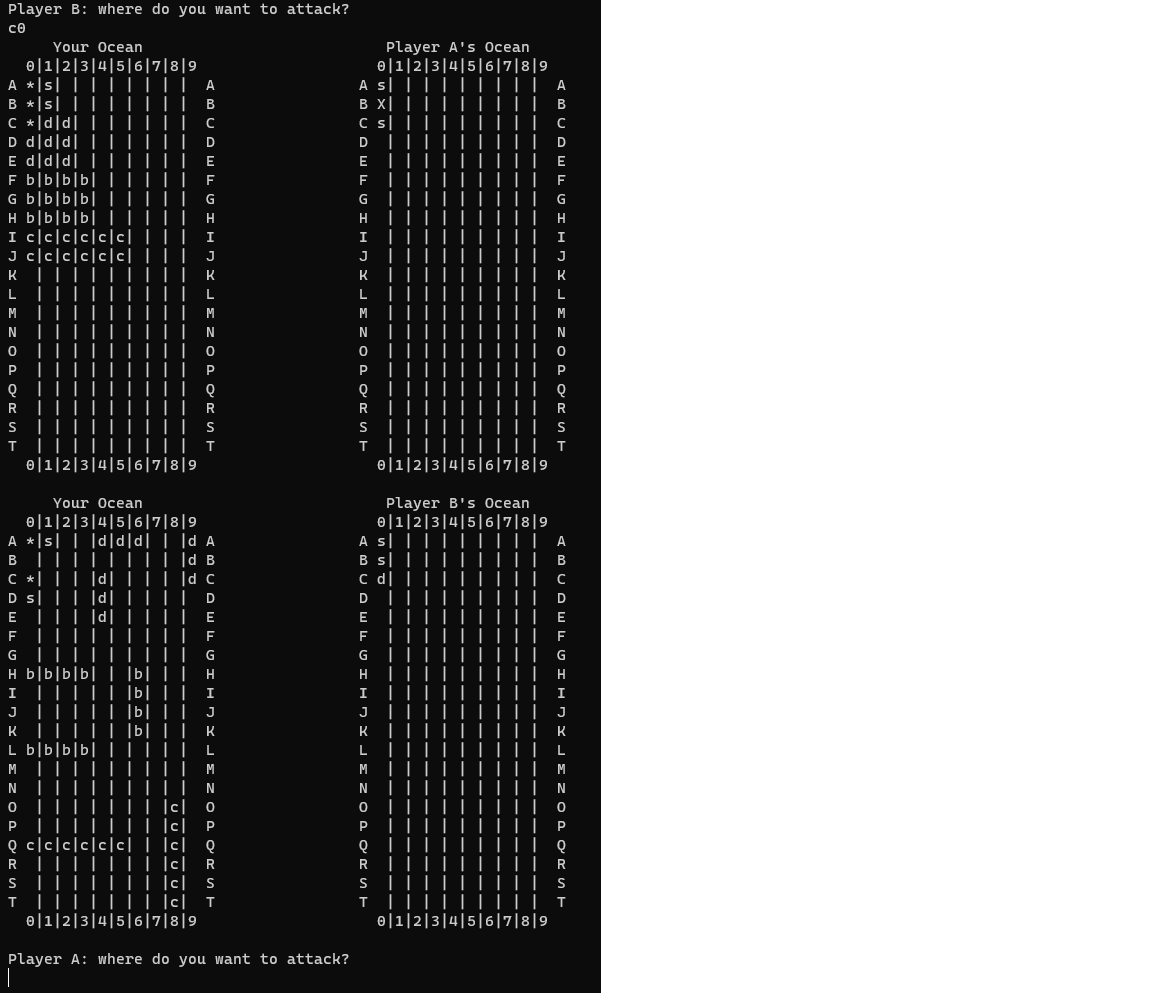 Player B: where do you want to attack?
c0
     Your Ocean                           Player A's Ocean
  0|1|2|3|4|5|6|7|8|9                    0|1|2|3|4|5|6|7|8|9
A *|s| | | | | | | |  A                A s| | | | | | | | |  A
B *|s| | | | | | | |  B                B X| | | | | | | | |  B
C *|d|d| | | | | | |  C                C s| | | | | | | | |  C
D d|d|d| | | | | | |  D                D  | | | | | | | | |  D
E d|d|d| | | | | | |  E                E  | | | | | | | | |  E
F b|b|b|b| | | | | |  F                F  | | | | | | | | |  F
G b|b|b|b| | | | | |  G                G  | | | | | | | | |  G
H b|b|b|b| | | | | |  H                H  | | | | | | | | |  H
I c|c|c|c|c|c| | | |  I                I  | | | | | | | | |  I
J c|c|c|c|c|c| | | |  J                J  | | | | | | | | |  J
K  | | | | | | | | |  K                K  | | | | | | | | |  K
L  | | | | | | | | |  L                L  | | | | | | | | |  L
M  | | | | | | | | |  M                M  | | | | | | | | |  M
N  | | | | | | | | |  N                N  | | | | | | | | |  N
O  | | | | | | | | |  O                O  | | | | | | | | |  O
P  | | | | | | | | |  P                P  | | | | | | | | |  P
Q  | | | | | | | | |  Q                Q  | | | | | | | | |  Q
R  | | | | | | | | |  R                R  | | | | | | | | |  R
S  | | | | | | | | |  S                S  | | | | | | | | |  S
T  | | | | | | | | |  T                T  | | | | | | | | |  T
  0|1|2|3|4|5|6|7|8|9                    0|1|2|3|4|5|6|7|8|9
     Your Ocean                           Player B's Ocean
  0|1|2|3|4|5|6|7|8|9                    0|1|2|3|4|5|6|7|8|9
A *|s| | |d|d|d| | |d A                A s| | | | | | | | |  A
B  | | | | | | | | |d B                B s| | | | | | | | |  B
C *| | | |d| | | | |d C                C d| | | | | | | | |  C
D s| | | |d| | | | |  D                D  | | | | | | | | |  D
E  | | | |d| | | | |  E                E  | | | | | | | | |  E
F  | | | | | | | | |  F                F  | | | | | | | | |  F
G  | | | | | | | | |  G                G  | | | | | | | | |  G
H b|b|b|b| | |b| | |  H                H  | | | | | | | | |  H
I  | | | | | |b| | |  I                I  | | | | | | | | |  I
J  | | | | | |b| | |  J                J  | | | | | | | | |  J
K  | | | | | |b| | |  K                K  | | | | | | | | |  K
L b|b|b|b| | | | | |  L                L  | | | | | | | | |  L
M  | | | | | | | | |  M                M  | | | | | | | | |  M
N  | | | | | | | | |  N                N  | | | | | | | | |  N
O  | | | | | | | |c|  O                O  | | | | | | | | |  O
P  | | | | | | | |c|  P                P  | | | | | | | | |  P
Q c|c|c|c|c|c| | |c|  Q                Q  | | | | | | | | |  Q
R  | | | | | | | |c|  R                R  | | | | | | | | |  R
S  | | | | | | | |c|  S                S  | | | | | | | | |  S
T  | | | | | | | |c|  T                T  | | | | | | | | |  T
  0|1|2|3|4|5|6|7|8|9                    0|1|2|3|4|5|6|7|8|9
Player A: where do you want to attack?